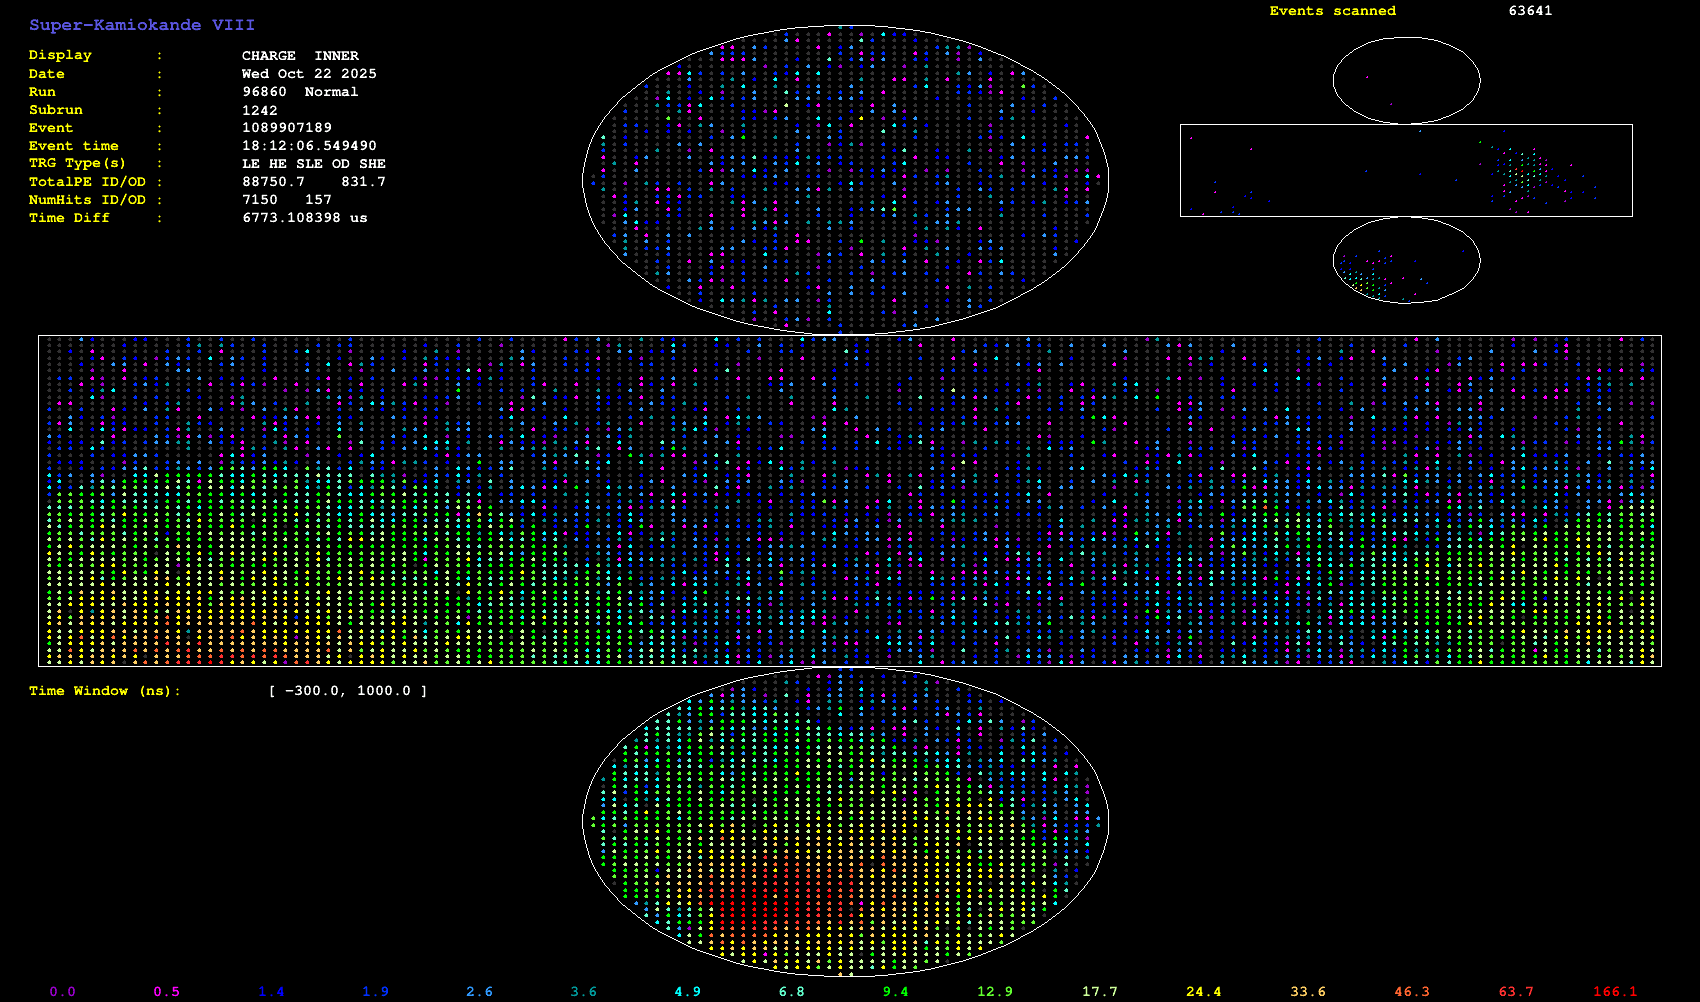 Super-Kamiokande VIII
Events scanned 63641
Display : CHARGE INNER
Date : Wed Oct 22 2025
Run : 96860 Normal
Subrun : 1242
Event : 1089907189
Event time : 18:12:06.549490
TRG Type(s) : LE HE SLE OD SHE
TotalPE ID/OD : 88750.7 831.7
NumHits ID/OD : 7150 157
Time Diff : 6773.108398 us
Time Window (ns): [ -300.0, 1000.0 ]
0.0 0.5 1.4 1.9 2.6 3.6 4.9 6.8 9.4 12.9 17.7 24.4 33.6 46.3 63.7 166.1